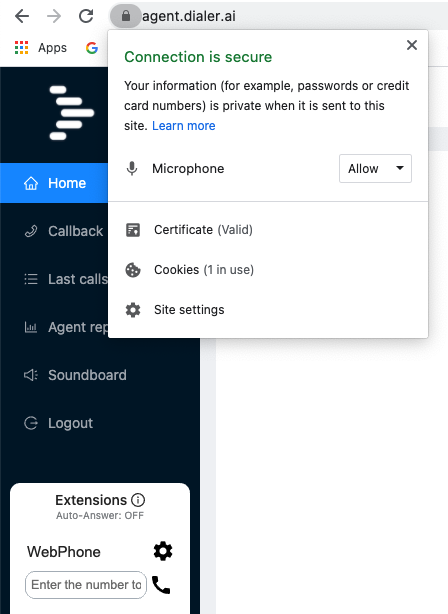 agent.dialer.ai
Apps
Connection is secure
Your information (for example, passwords or credit
card numbers) is private when it is sent to this
site. Learn more
Microphone
Allow
Certificate (Valid)
Cookies (1 in use)
Site settings
Home
Callback
Last calls
Agent rep
Soundboard
Logout
Extensions
Auto-Answer: OFF
WebPhone
Enter the number to